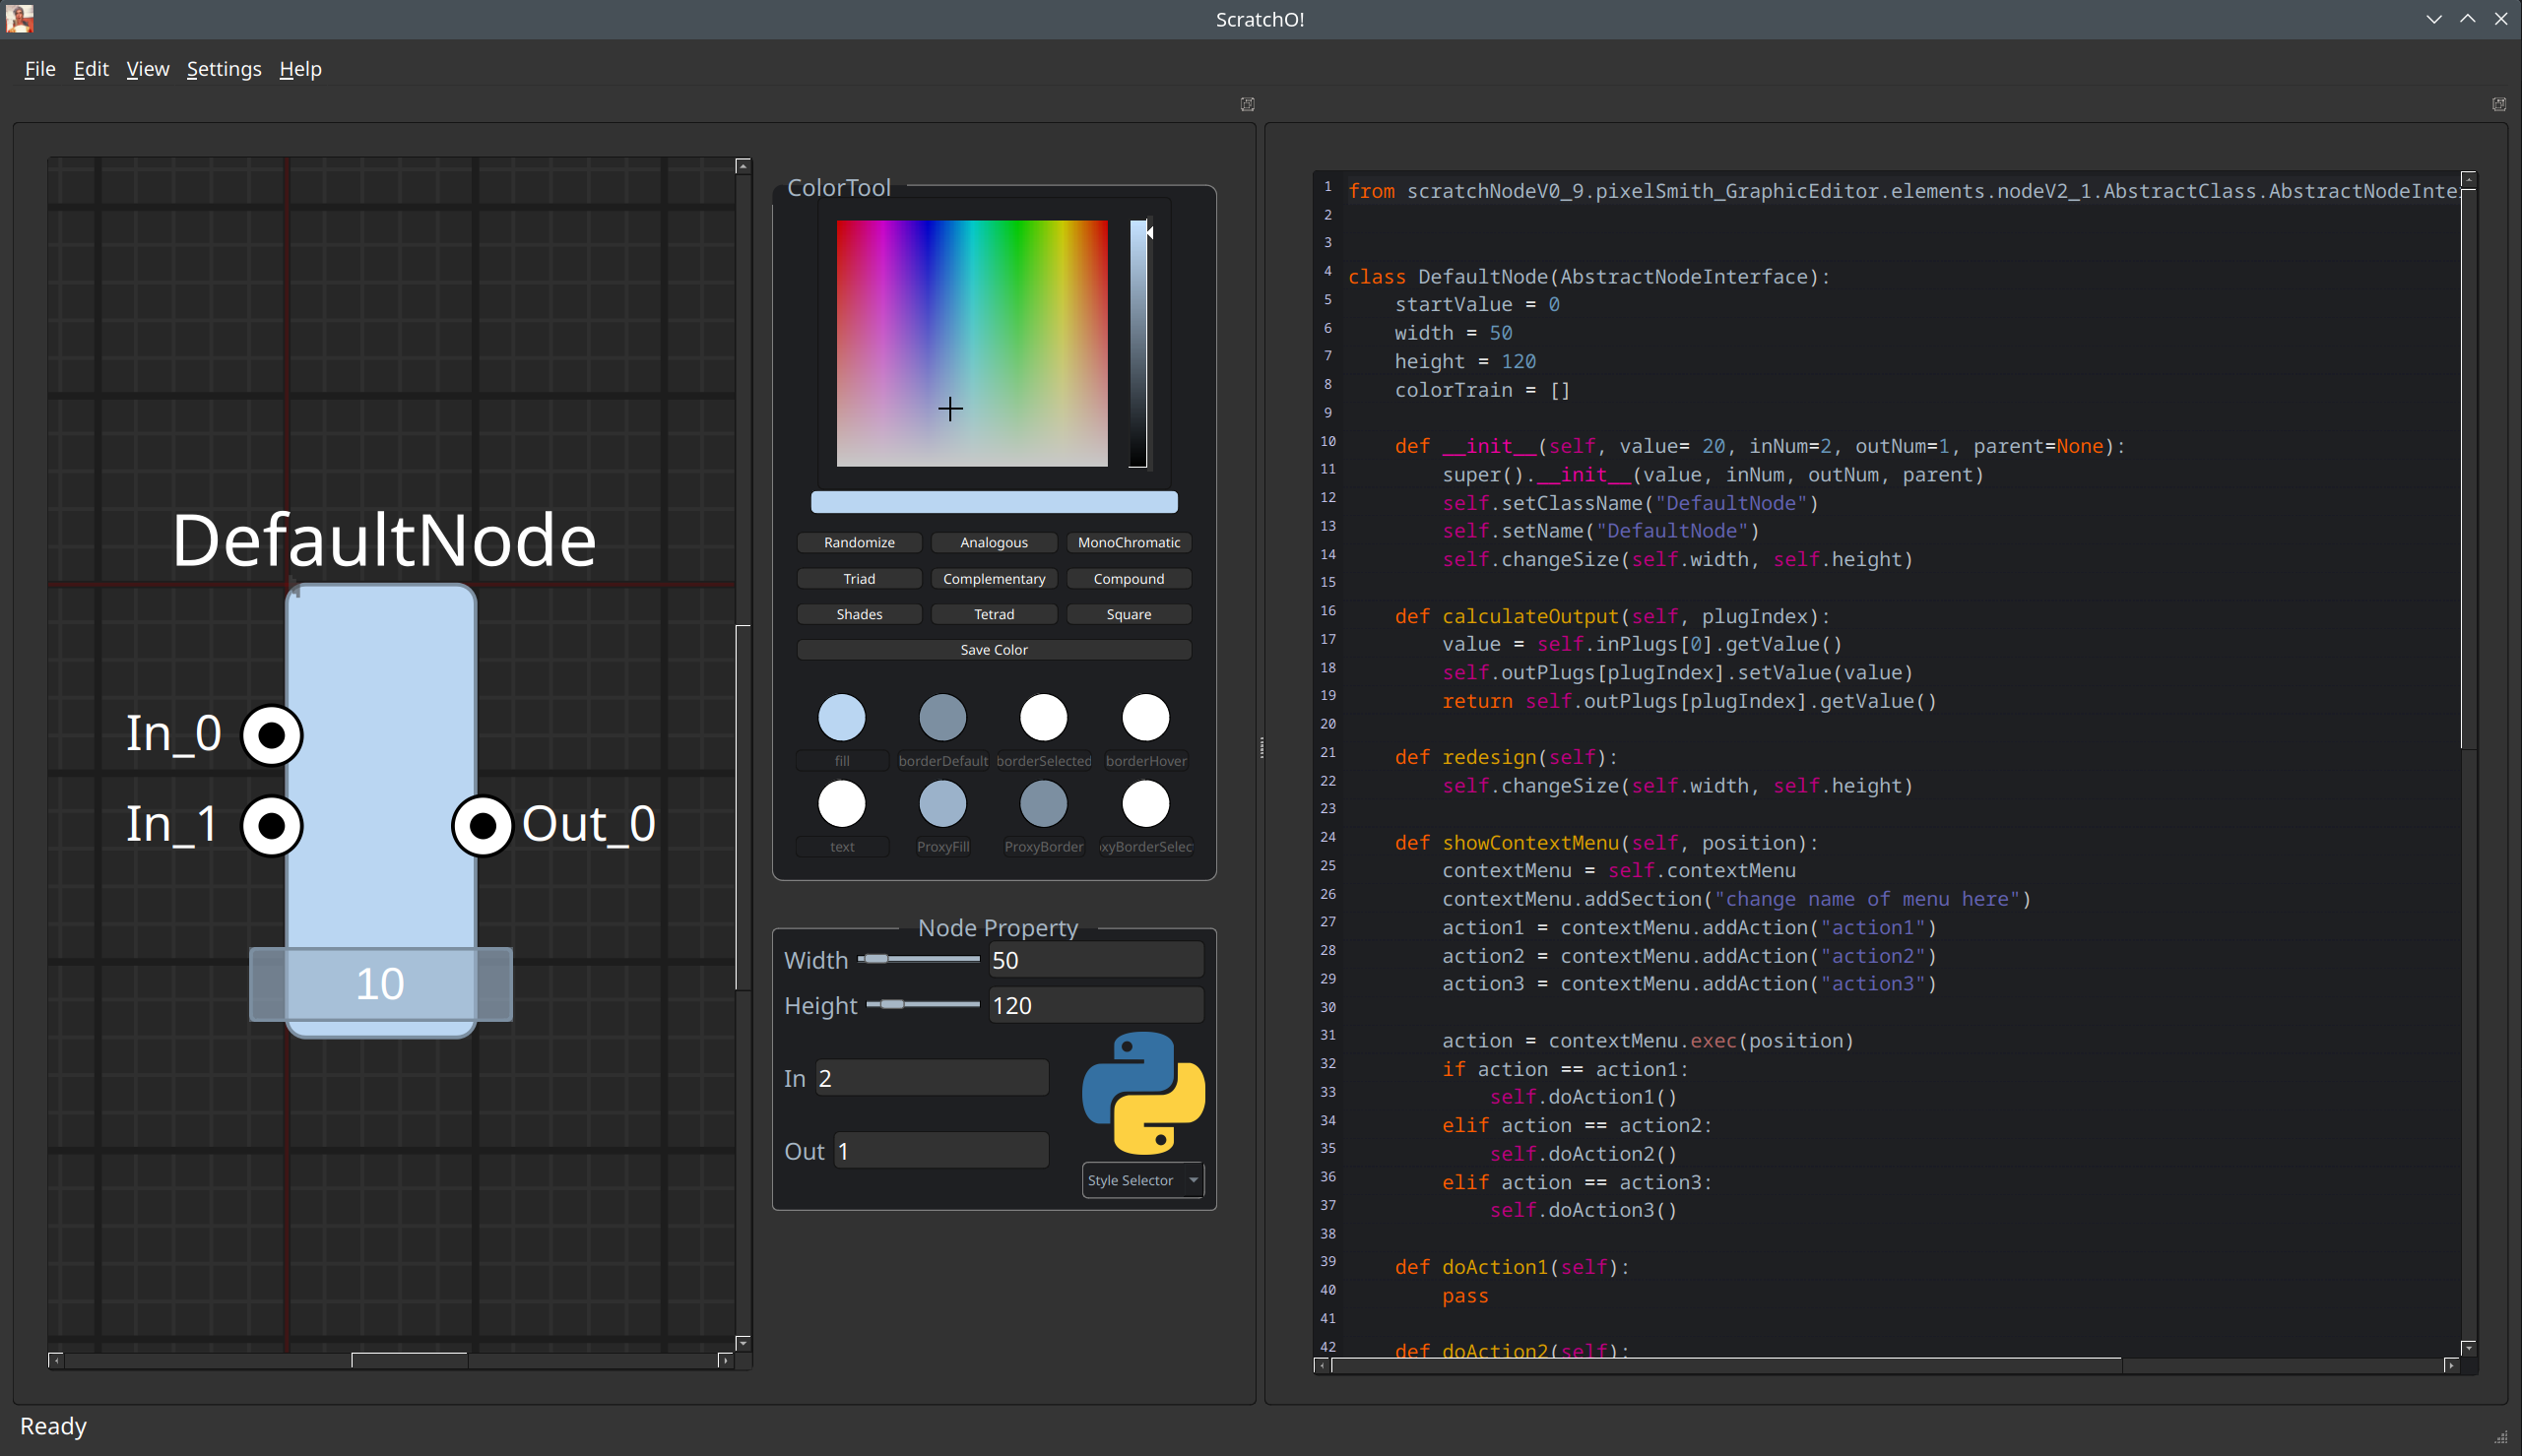 ScratchO!
File Edit View Settings Help
DefaultNode
In_0
In_1
Out_0
10
ColorTool
Randomize Analogous MonoChromatic
Triad Complementary Compound
Shades Tetrad Square
Save Color
fill borderDefault borderSelected borderHover
text ProxyFill ProxyBorder xyBorderSelec
Node Property
Width 50
Height 120
In 2
Out 1
Style Selector
1 from scratchNodeV0_9.pixelSmith_GraphicEditor.elements.nodeV2_1.AbstractClass.AbstractNodeInte
2
3
4 class DefaultNode(AbstractNodeInterface):
5 startValue = 0
6 width = 50
7 height = 120
8 colorTrain = []
9
10 def __init__(self, value= 20, inNum=2, outNum=1, parent=None):
11 super().__init__(value, inNum, outNum, parent)
12 self.setClassName("DefaultNode")
13 self.setName("DefaultNode")
14 self.changeSize(self.width, self.height)
15
16 def calculateOutput(self, plugIndex):
17 value = self.inPlugs[0].getValue()
18 self.outPlugs[plugIndex].setValue(value)
19 return self.outPlugs[plugIndex].getValue()
20
21 def redesign(self):
22 self.changeSize(self.width, self.height)
23
24 def showContextMenu(self, position):
25 contextMenu = self.contextMenu
26 contextMenu.addSection("change name of menu here")
27 action1 = contextMenu.addAction("action1")
28 action2 = contextMenu.addAction("action2")
29 action3 = contextMenu.addAction("action3")
30
31 action = contextMenu.exec(position)
32 if action == action1:
33 self.doAction1()
34 elif action == action2:
35 self.doAction2()
36 elif action == action3:
37 self.doAction3()
38
39 def doAction1(self):
40 pass
41
42 def doAction2(self):
Ready